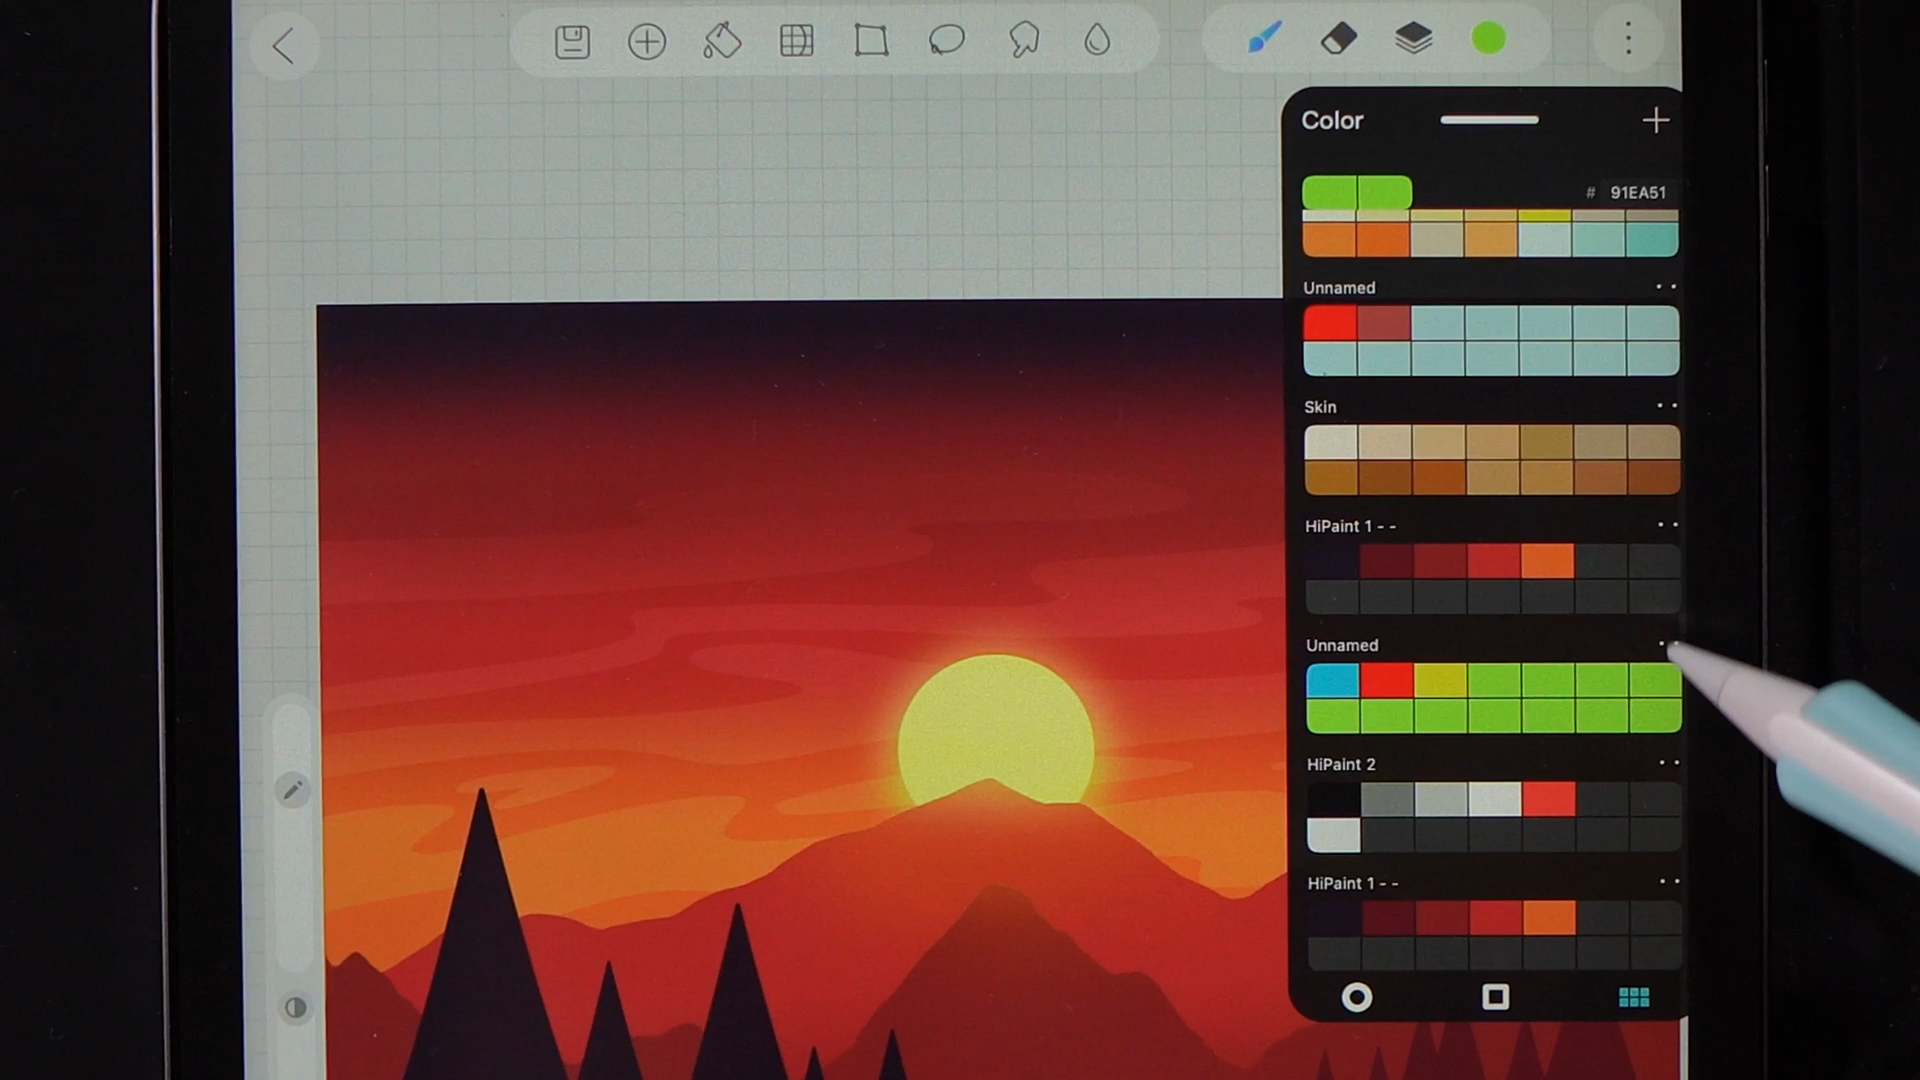 Color
# 91EA51
Unnamed
Skin
HiPaint 1 - -
Unnamed
HiPaint 2
HiPaint 1 - -